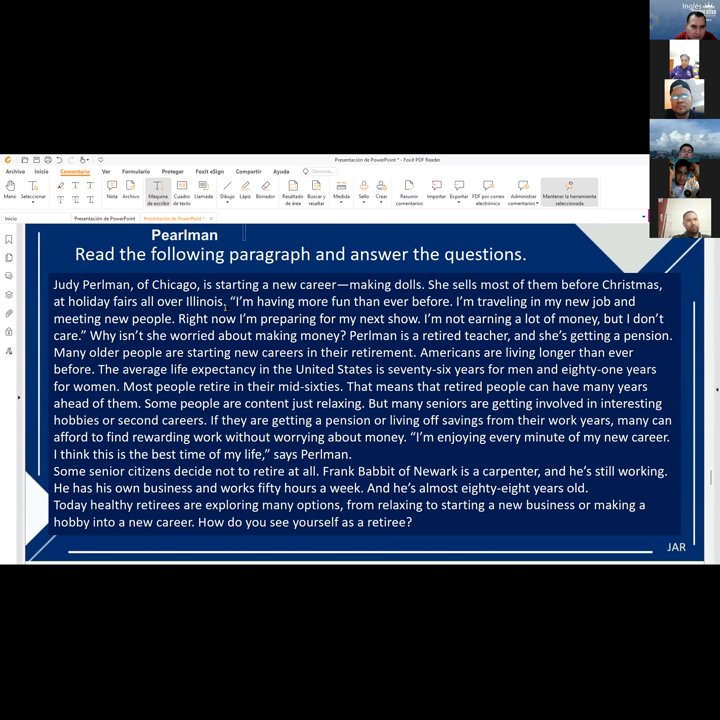 Inglés
Presentación de PowerPoint * - Foxit PDF Reader
Archivo Inicio Comentario Ver Formulario Proteger Foxit eSign Compartir Ayuda
Mano Seleccionar Nota Archivo Máquina de escribir Cuadro de texto Llamada Dibujo Lápiz Borrador Resaltado de área Buscar y resaltar Medida Sello Crear Resumir comentarios Importar Exportar PDF por correo electrónico Administrar comentarios Mantener la herramienta seleccionada
Inicio Presentación de PowerPoint Presentación de PowerPoint *
Pearlman
Read the following paragraph and answer the questions.
Judy Perlman, of Chicago, is starting a new career—making dolls. She sells most of them before Christmas,
at holiday fairs all over Illinois, “I’m having more fun than ever before. I’m traveling in my new job and
meeting new people. Right now I’m preparing for my next show. I’m not earning a lot of money, but I don’t
care.” Why isn’t she worried about making money? Perlman is a retired teacher, and she’s getting a pension.
Many older people are starting new careers in their retirement. Americans are living longer than ever
before. The average life expectancy in the United States is seventy-six years for men and eighty-one years
for women. Most people retire in their mid-sixties. That means that retired people can have many years
ahead of them. Some people are content just relaxing. But many seniors are getting involved in interesting
hobbies or second careers. If they are getting a pension or living off savings from their work years, many can
afford to find rewarding work without worrying about money. “I’m enjoying every minute of my new career.
I think this is the best time of my life,” says Perlman.
Some senior citizens decide not to retire at all. Frank Babbit of Newark is a carpenter, and he’s still working.
He has his own business and works fifty hours a week. And he’s almost eighty-eight years old.
Today healthy retirees are exploring many options, from relaxing to starting a new business or making a
hobby into a new career. How do you see yourself as a retiree?
JAR